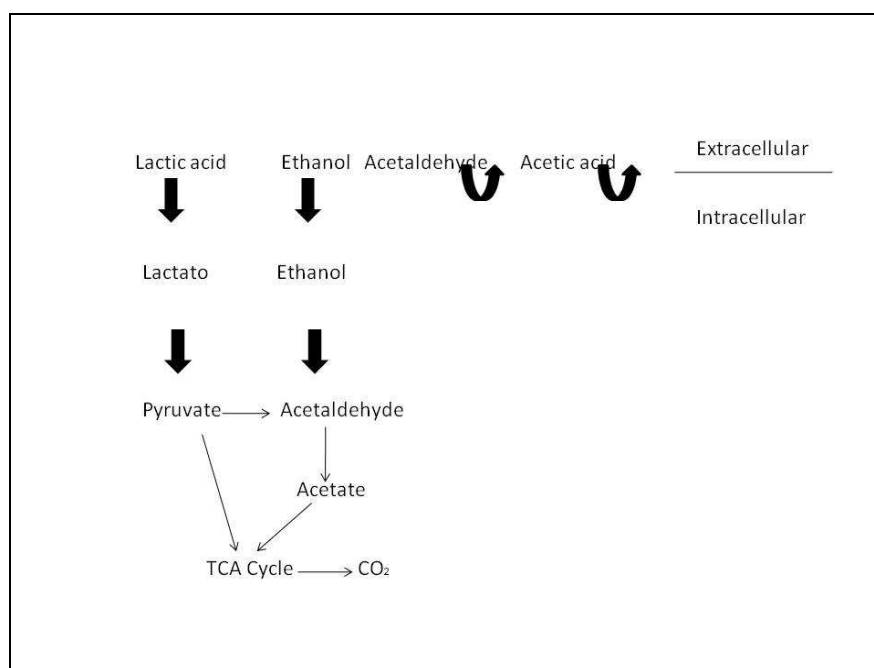 Lactic acid Ethanol Acetaldehyde Acetic acid Extracellular
Intracellular
Lactato Ethanol
Pyruvate Acetaldehyde
Acetate
TCA Cycle CO₂